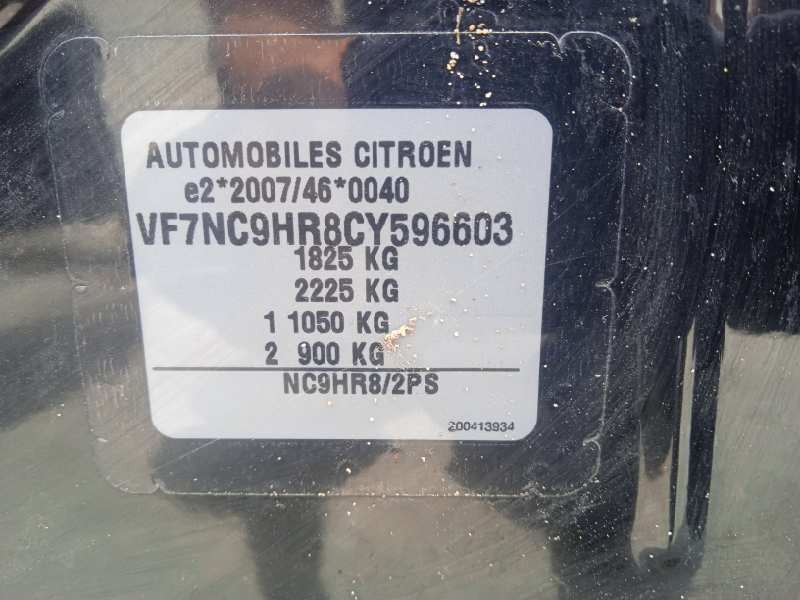 AUTOMOBILES CITROEN
e2*2007/46*0040
VF7NC9HR8CY596603
1825 KG
2225 KG
1 1050 KG
2 900 KG
NC9HR8/2PS
200413934